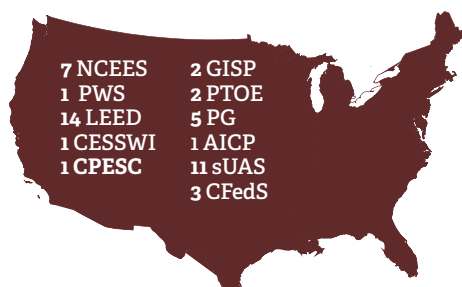 7 NCEES
1 PWS
14 LEED
1 CESSWI
1 CPESC
2 GISP
2 PTOE
5 PG
1 AICP
11 sUAS
3 CFedS